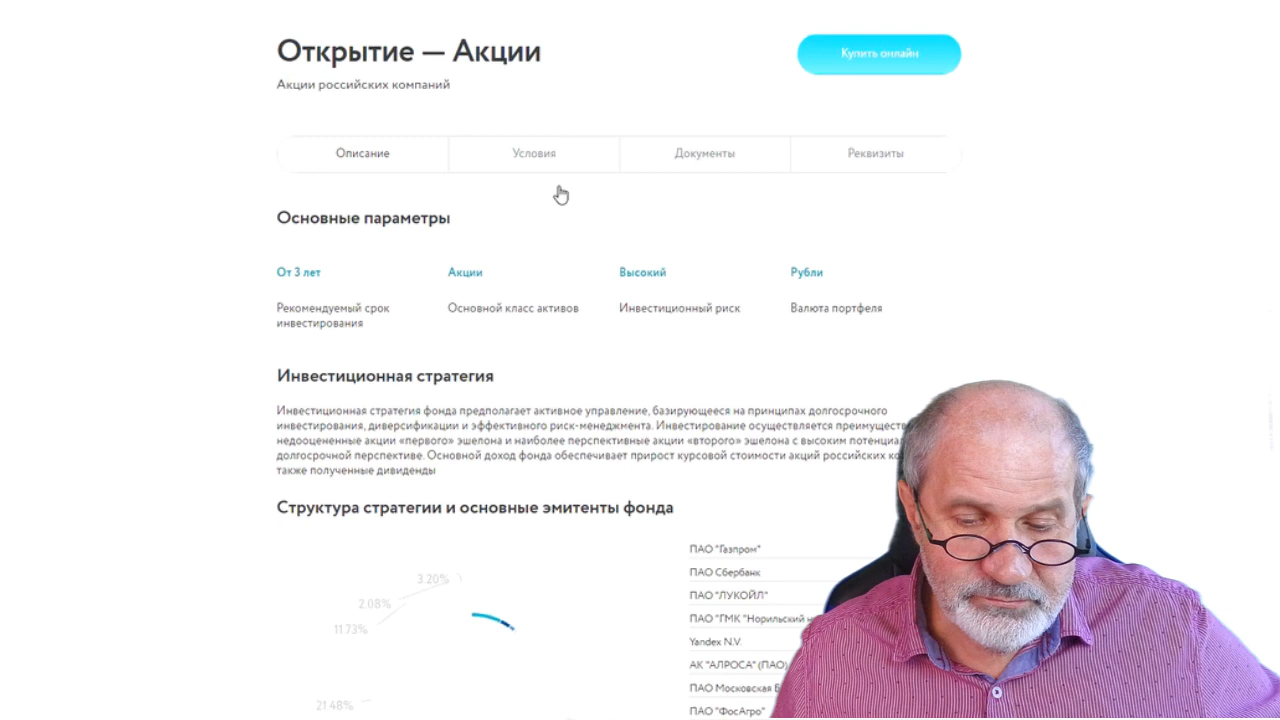 Открытие — Акции
Купить онлайн
Акции российских компаний
Описание
Условия
Документы
Реквизиты
Основные параметры
От 3 лет
Акции
Высокий
Рубли
Рекомендуемый срок
инвестирования
Основной класс активов
Инвестиционный риск
Валюта портфеля
Инвестиционная стратегия
Инвестиционная стратегия фонда предполагает активное управление, базирующееся на принципах долгосрочного
инвестирования, диверсификации и эффективного риск-менеджмента. Инвестирование осуществляется
недооцененные акции «первого» эшелона и наиболее перспективные акции «второго» эшелона с высоким
долгосрочной перспективе. Основной доход фонда обеспечивает прирост курсовой стоимости акций российских
также полученные дивиденды
Структура стратегии и основные эмитенты фонда
ПАО "Газпром"
3.20%
ПАО Сбербанк
ПАО "ЛУКОЙЛ"
2.08%
ПАО "ГМК "Норильский
11.73%
Yandex N.V.
АК "АЛРОСА" (ПАО)
ПАО Московская
21.48%
ПАО "ФосАгро"